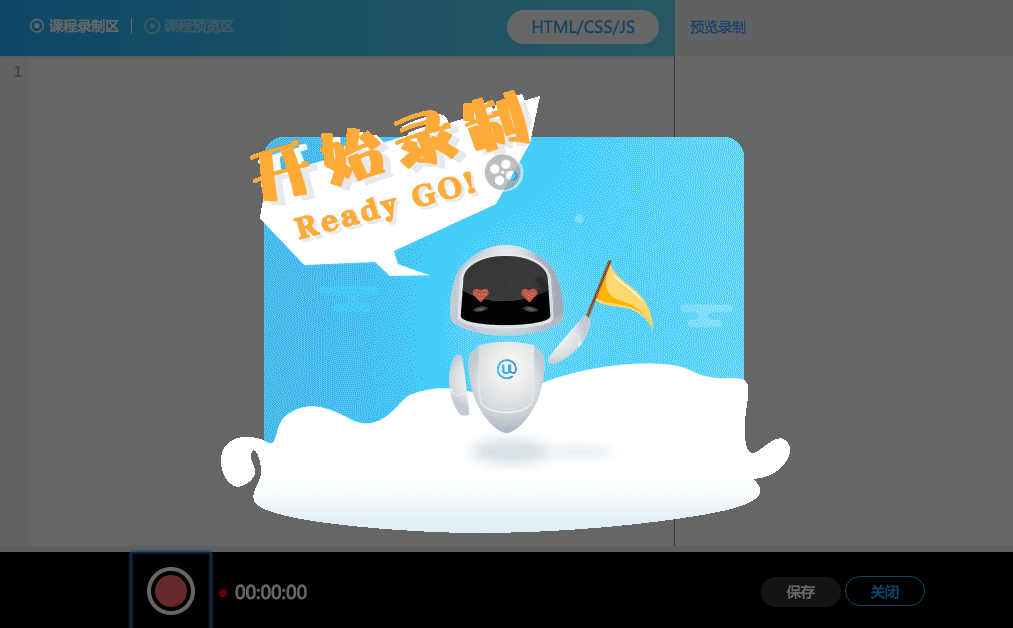 课程录制区
课程预览区
HTML/CSS/JS
预览录制
1
开始录制
Ready GO!
@
00:00:00
保存
关闭